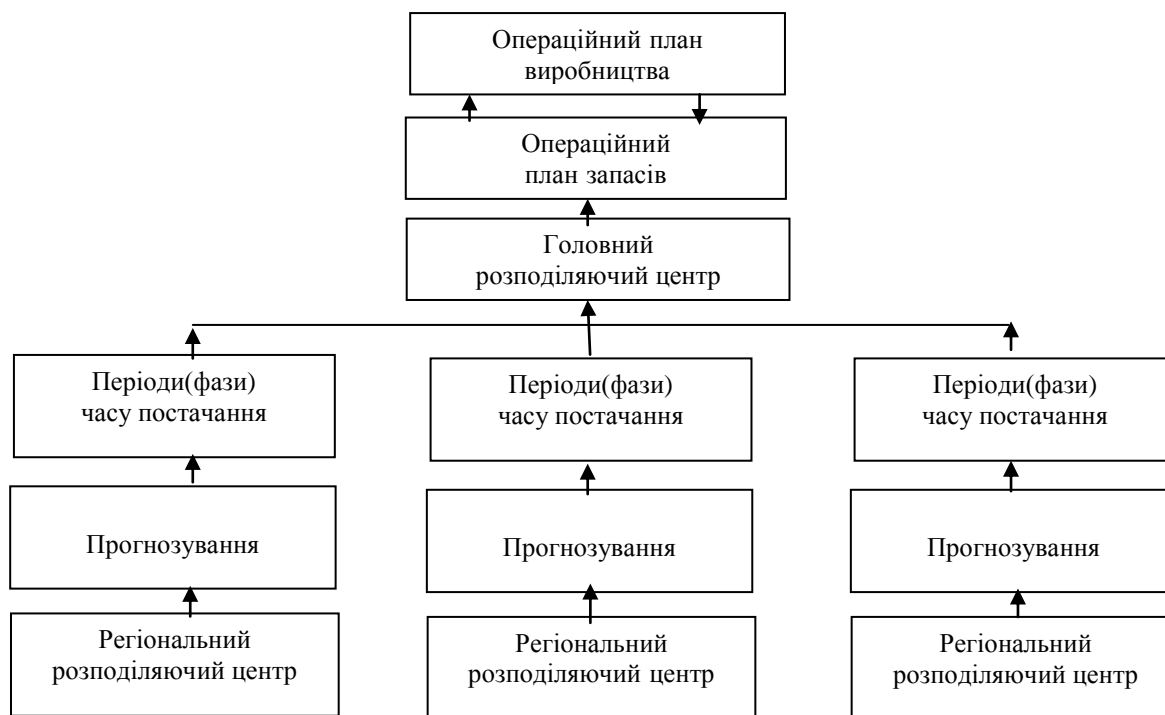 Операційний план
виробництва
Операційний
план запасів
Головний
розподіляючий центр
Періоди(фази)
часу постачання
Періоди(фази)
часу постачання
Періоди(фази)
часу постачання
Прогнозування
Прогнозування
Прогнозування
Регіональний
розподіляючий центр
Регіональний
розподіляючий центр
Регіональний
розподіляючий центр